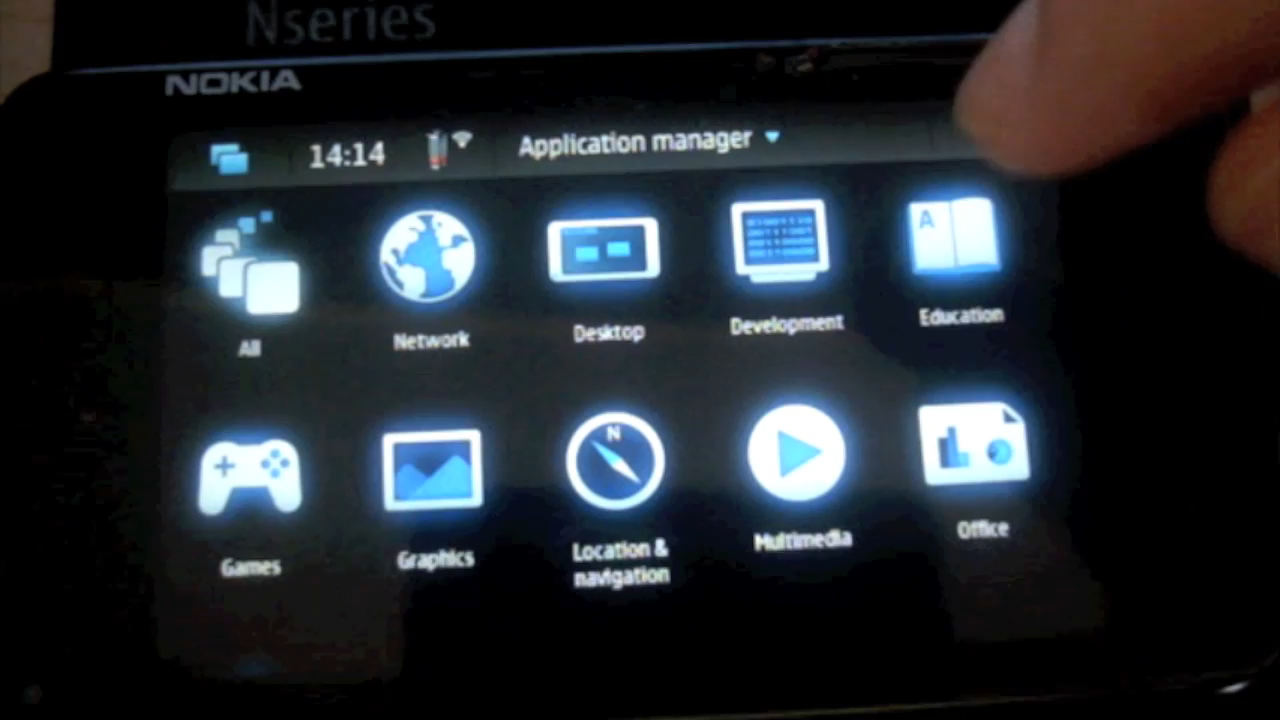 Nseries
NOKIA
14:14 Application manager
All Network Desktop Development Education
A
N
Games Graphics Location & navigation Multimedia Office